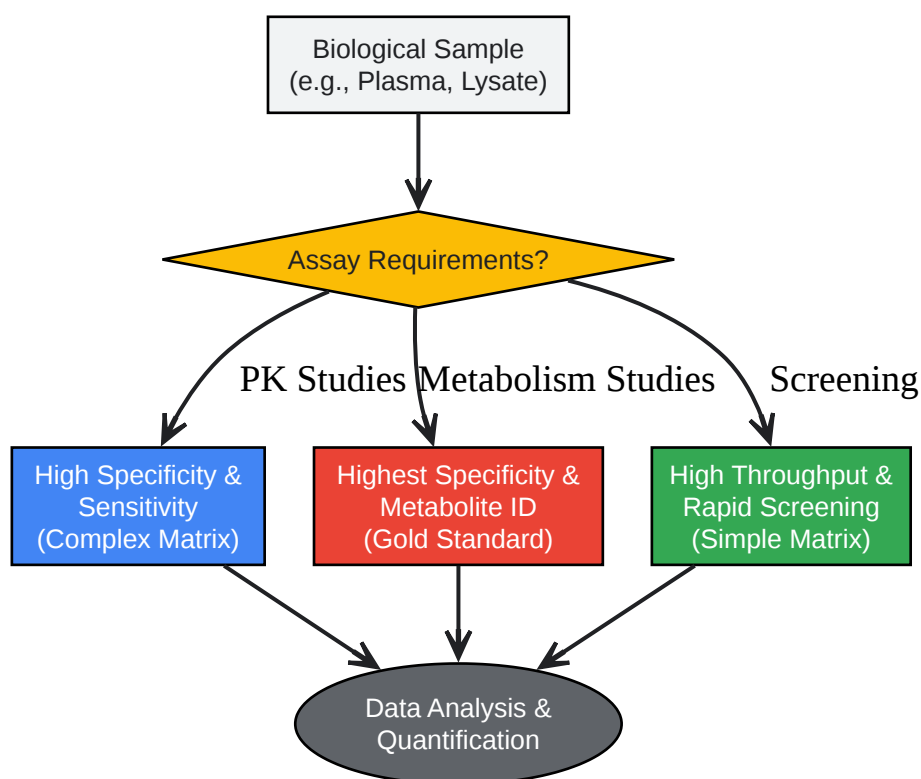 Biological Sample
(e.g., Plasma, Lysate)
Assay Requirements?
PK Studies
Metabolism Studies
Screening
High Specificity &
Sensitivity
(Complex Matrix)
Highest Specificity &
Metabolite ID
(Gold Standard)
High Throughput &
Rapid Screening
(Simple Matrix)
Data Analysis &
Quantification